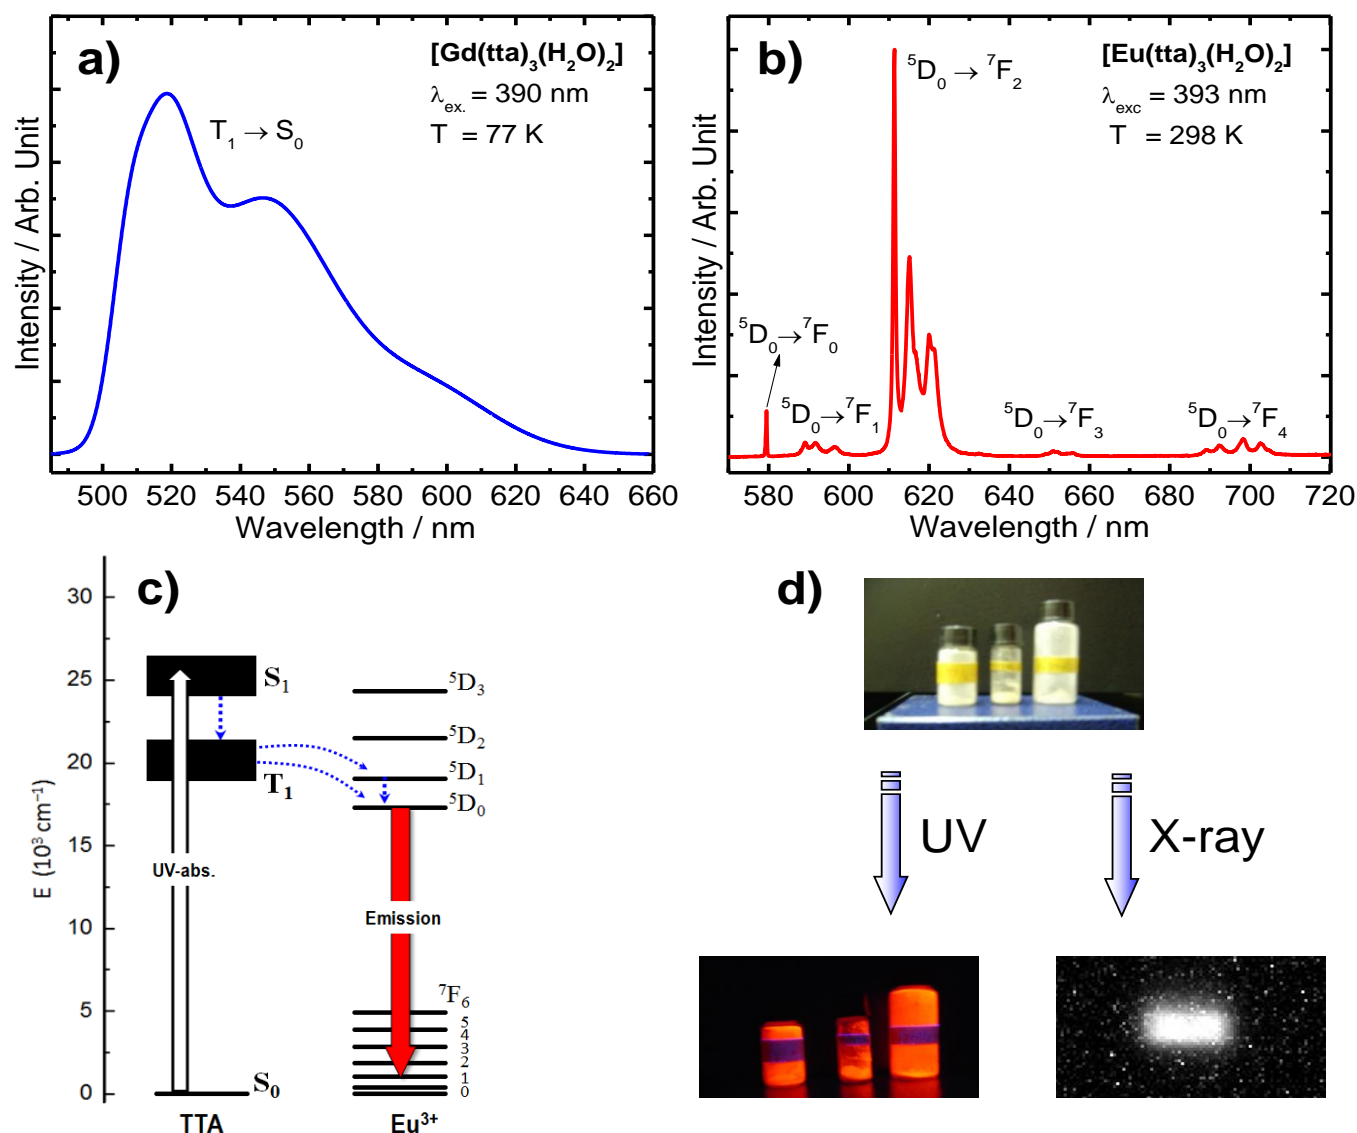 a)
[Gd(tta)₃(H₂O)₂]
λex. = 390 nm
T = 77 K
T₁ → S₀
Intensity / Arb. Unit
500 520 540 560 580 600 620 640 660
Wavelength / nm
b)
[Eu(tta)₃(H₂O)₂]
λexc = 393 nm
T = 298 K
⁵D₀ → ⁷F₂
⁵D₀→⁷F₀
⁵D₀→⁷F₁
⁵D₀→⁷F₃
⁵D₀→⁷F₄
Intensity / Arb. Unit
580 600 620 640 660 680 700 720
Wavelength / nm
c)
E (10³ cm⁻¹)
30
25
20
15
10
5
0
S₁
T₁
UV-abs.
S₀
TTA
⁵D₃
⁵D₂
⁵D₁
⁵D₀
Emission
⁷F₆
5
4
3
2
1
0
Eu³⁺
d)
UV
X-ray